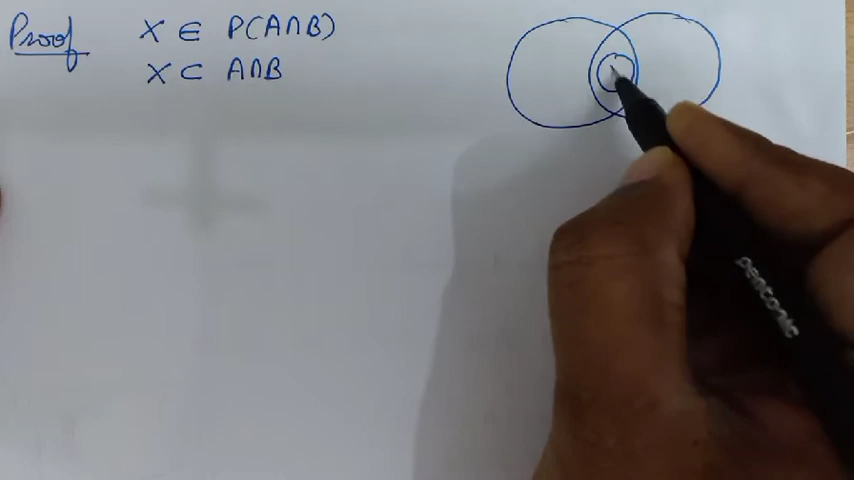 Proof X ∈ P(A∩B)
X ⊂ A∩B